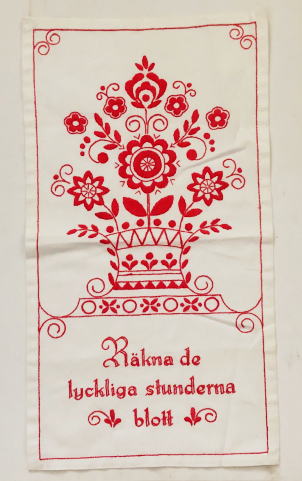 Räkna de
lyckliga stunderna
blott